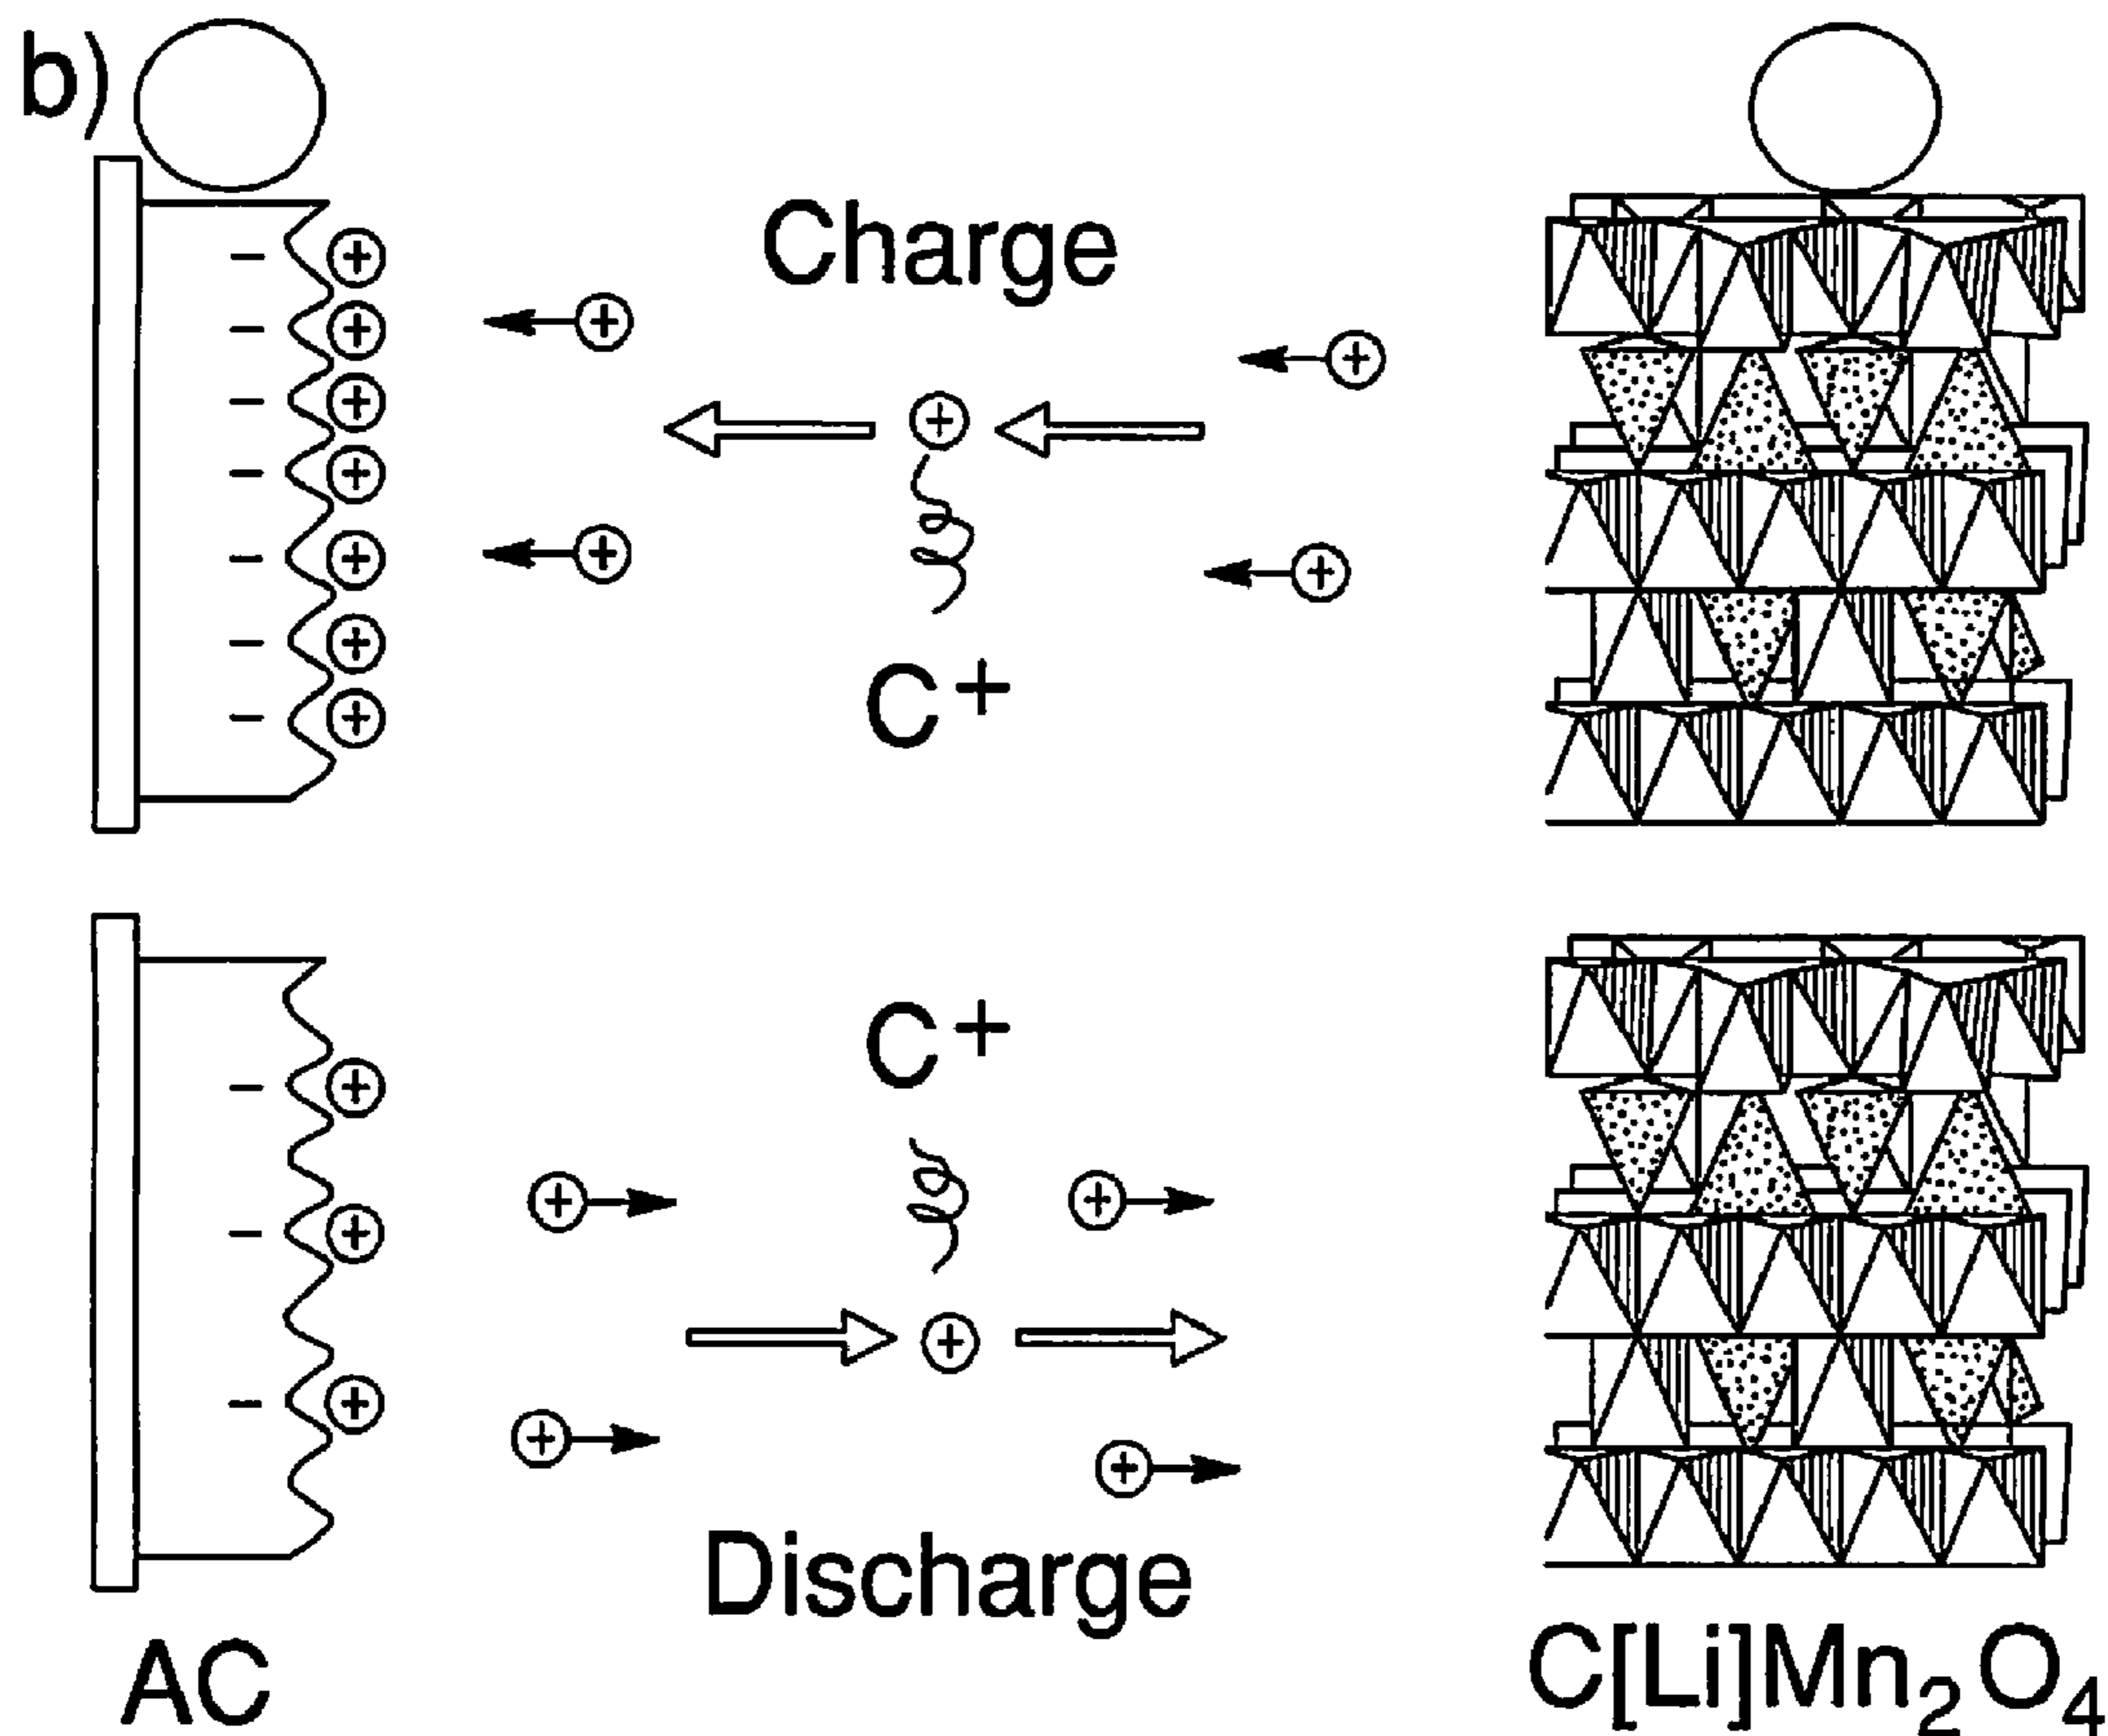 b)
Charge
C⁺
C⁺
Discharge
AC
C[Li]Mn₂O₄